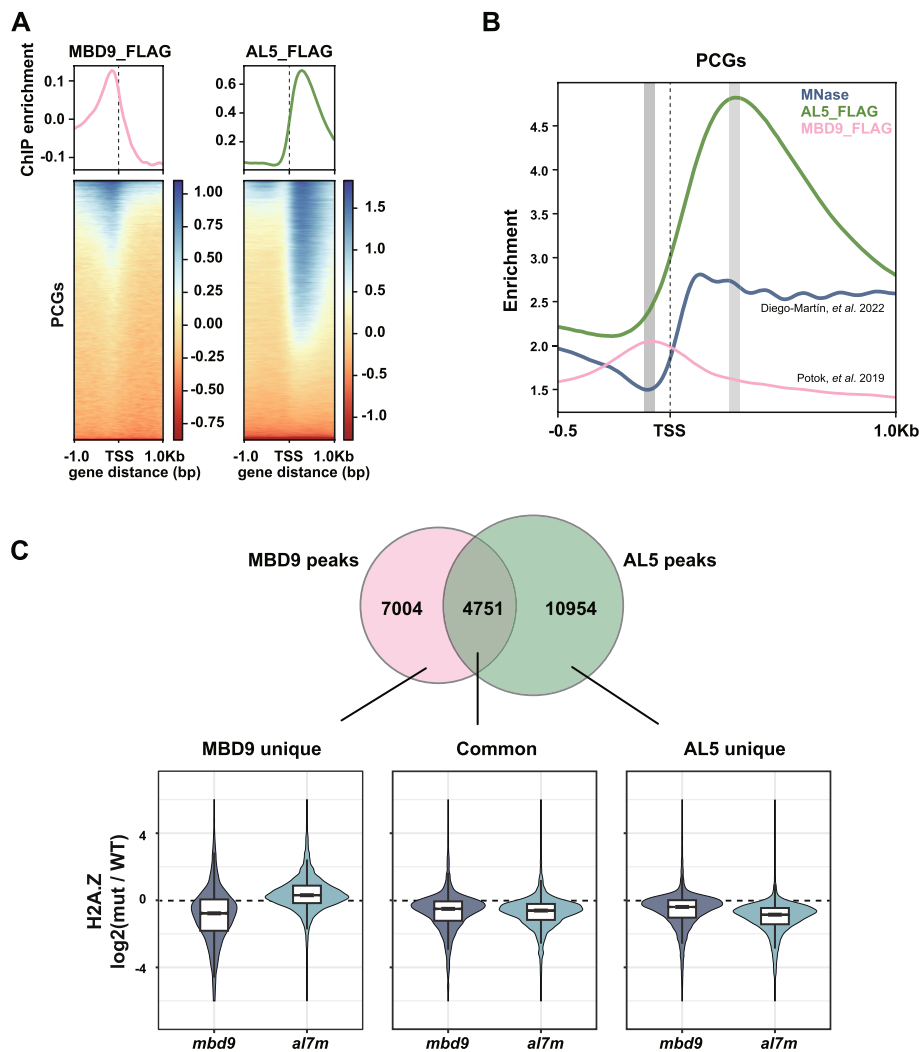 A
MBD9_FLAG
AL5_FLAG
ChIP enrichment
0.1
0.0
-0.1
0.6
0.4
0.2
PCGs
1.00
0.75
0.50
0.25
0.00
-0.25
-0.50
-0.75
1.5
1.0
0.5
0.0
-0.5
-1.0
-1.0 TSS 1.0Kb
gene distance (bp)
-1.0 TSS 1.0Kb
gene distance (bp)
B
PCGs
MNase
AL5_FLAG
MBD9_FLAG
Enrichment
4.5
4.0
3.5
3.0
2.5
2.0
1.5
Diego-Martín, et al. 2022
Potok, et al. 2019
-0.5 TSS 1.0Kb
C
MBD9 peaks
AL5 peaks
7004 4751 10954
MBD9 unique
Common
AL5 unique
H2A.Z
log2(mut / WT)
4
0
-4
mbd9 al7m
mbd9 al7m
mbd9 al7m